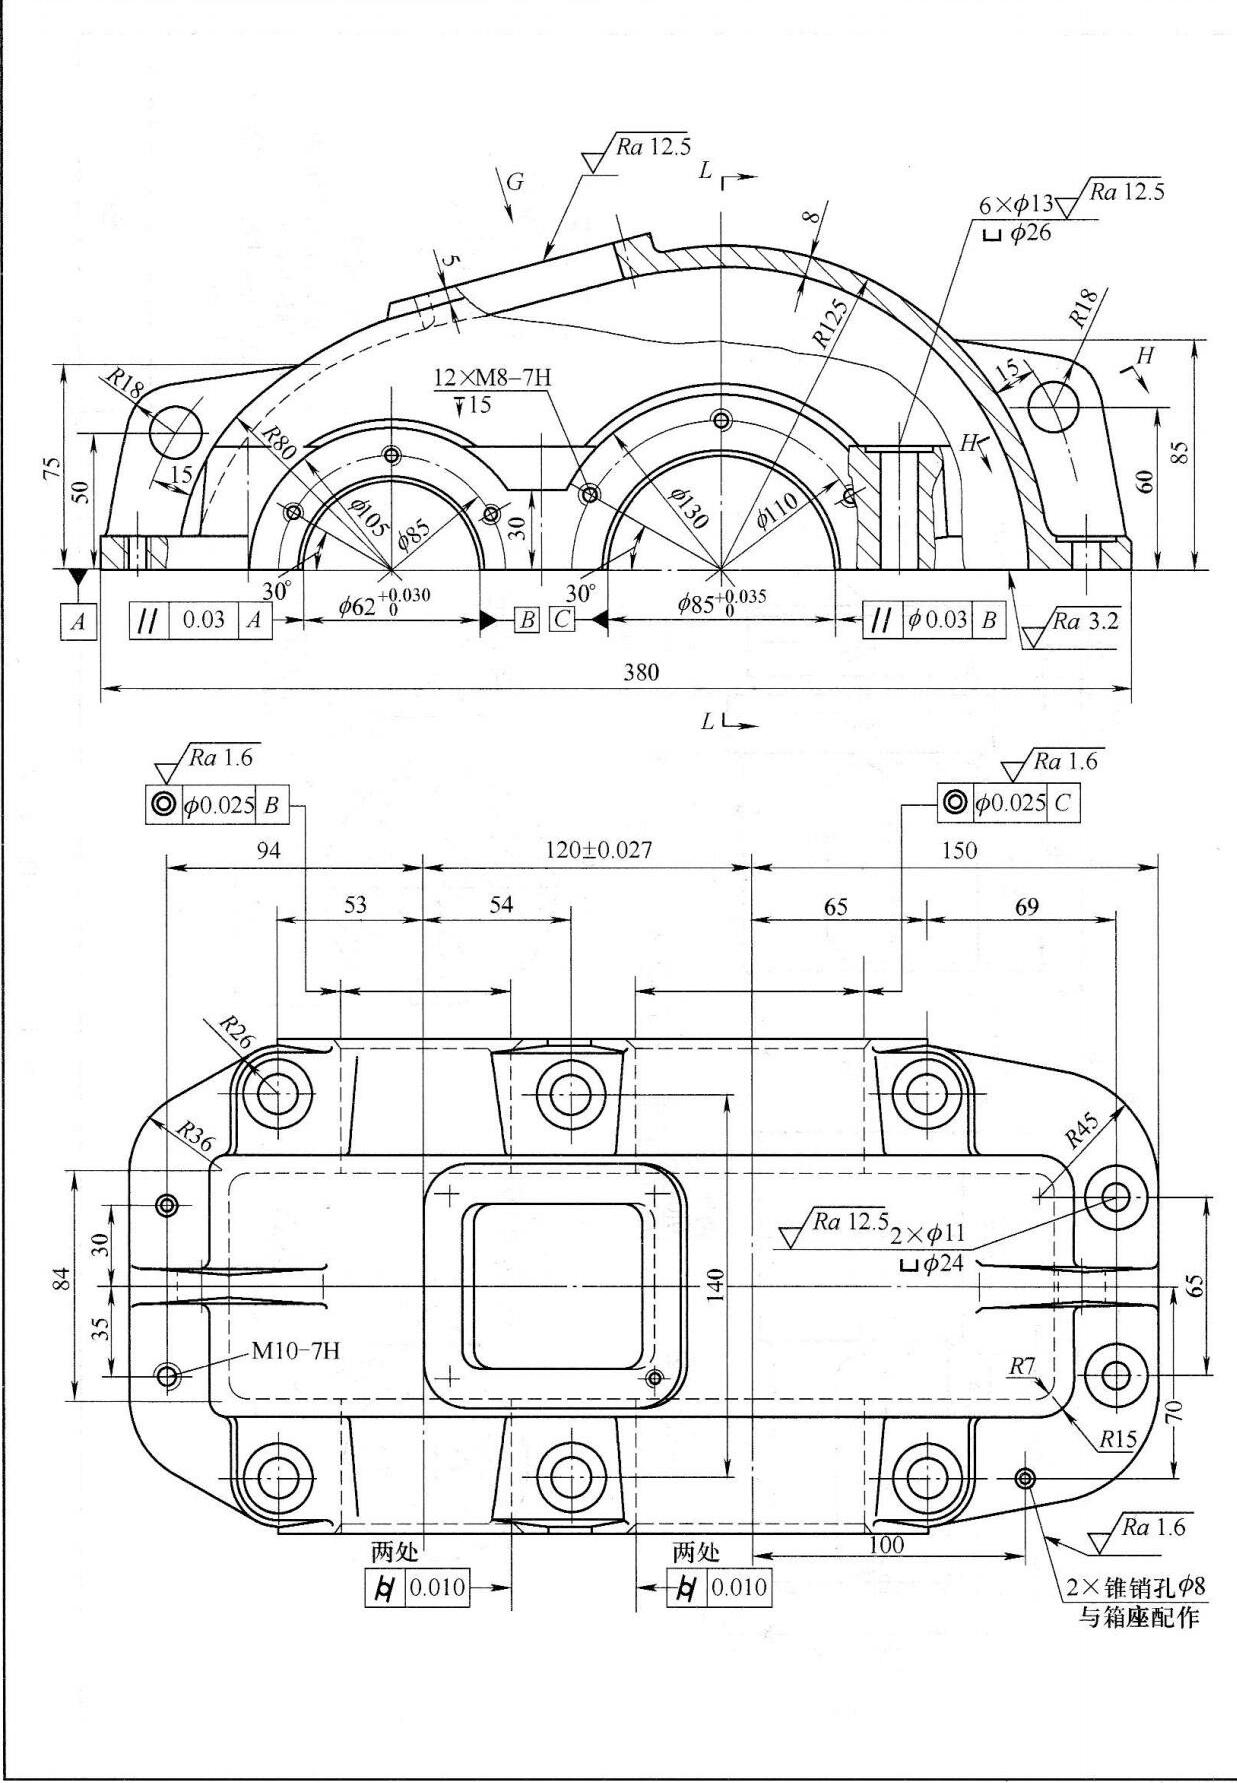 Ra 12.5
G
L
6×ϕ13 Ra 12.5
⌴ ϕ26
8
5
R125
R18
H
15
12×M8-7H
↧15
R18
R80
H
75
50
15
ϕ105
ϕ85
30
ϕ130
ϕ110
60
85
30°
ϕ62 +0.030 0
30°
ϕ85 +0.035 0
A
// 0.03 A
B
C
// ϕ0.03 B
Ra 3.2
380
L
Ra 1.6
◎ ϕ0.025 B
Ra 1.6
◎ ϕ0.025 C
94
120±0.027
150
53
54
65
69
R26
R36
R45
Ra 12.5
2×ϕ11
⌴ ϕ24
30
84
140
65
35
M10-7H
R7
70
R15
两处
⌭ 0.010
两处
⌭ 0.010
100
Ra 1.6
2×锥销孔ϕ8
与箱座配作